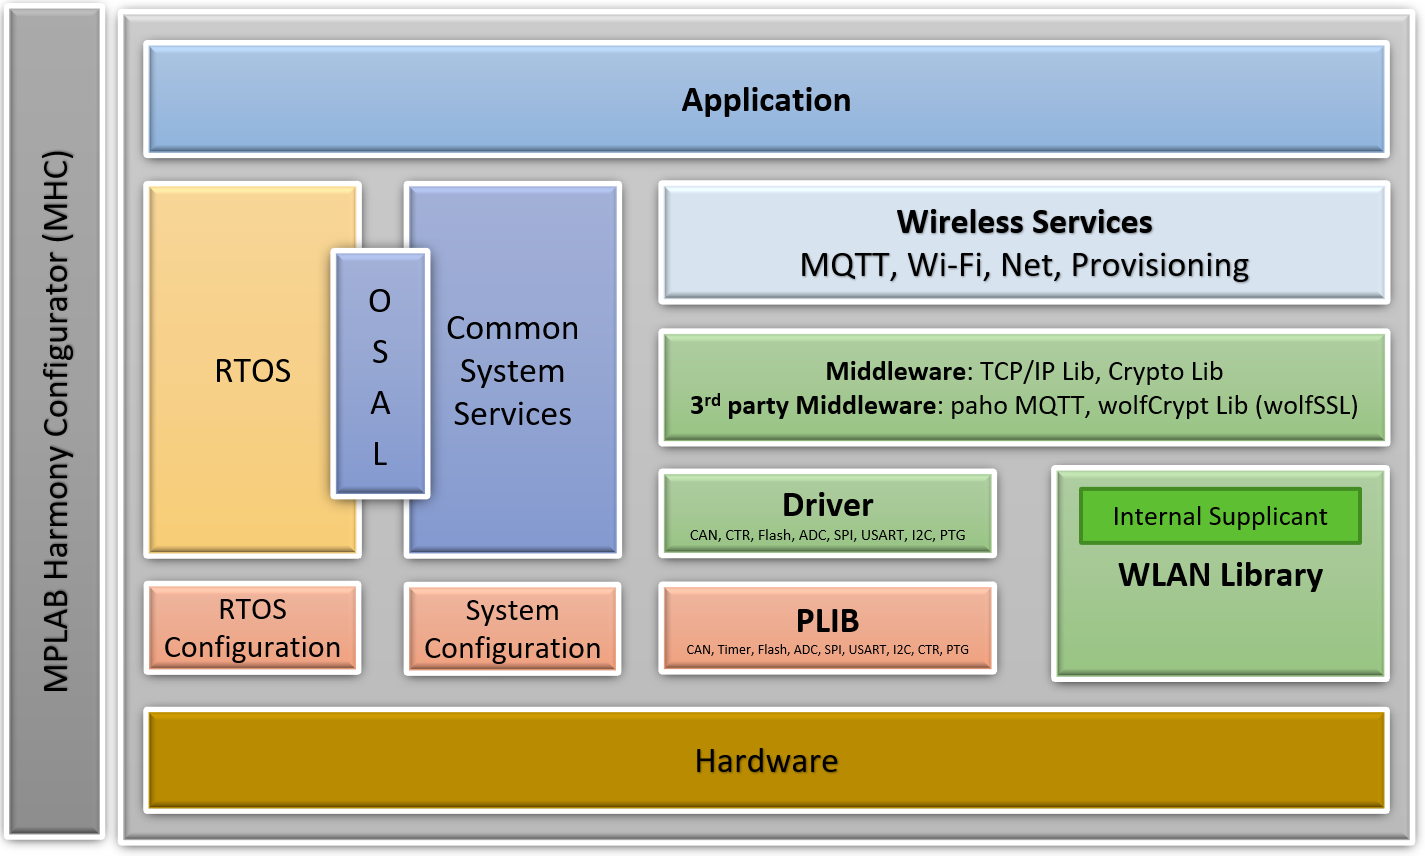 MPLAB Harmony Configurator (MHC)
Application
RTOS
O
S
A
L
Common
System
Services
Wireless Services
MQTT, Wi-Fi, Net, Provisioning
Middleware: TCP/IP Lib, Crypto Lib
3rd party Middleware: paho MQTT, wolfCrypt Lib (wolfSSL)
Driver
CAN, CTR, Flash, ADC, SPI, USART, I2C, PTG
Internal Supplicant
WLAN Library
RTOS
Configuration
System
Configuration
PLIB
CAN, Timer, Flash, ADC, SPI, USART, I2C, CTR, PTG
Hardware